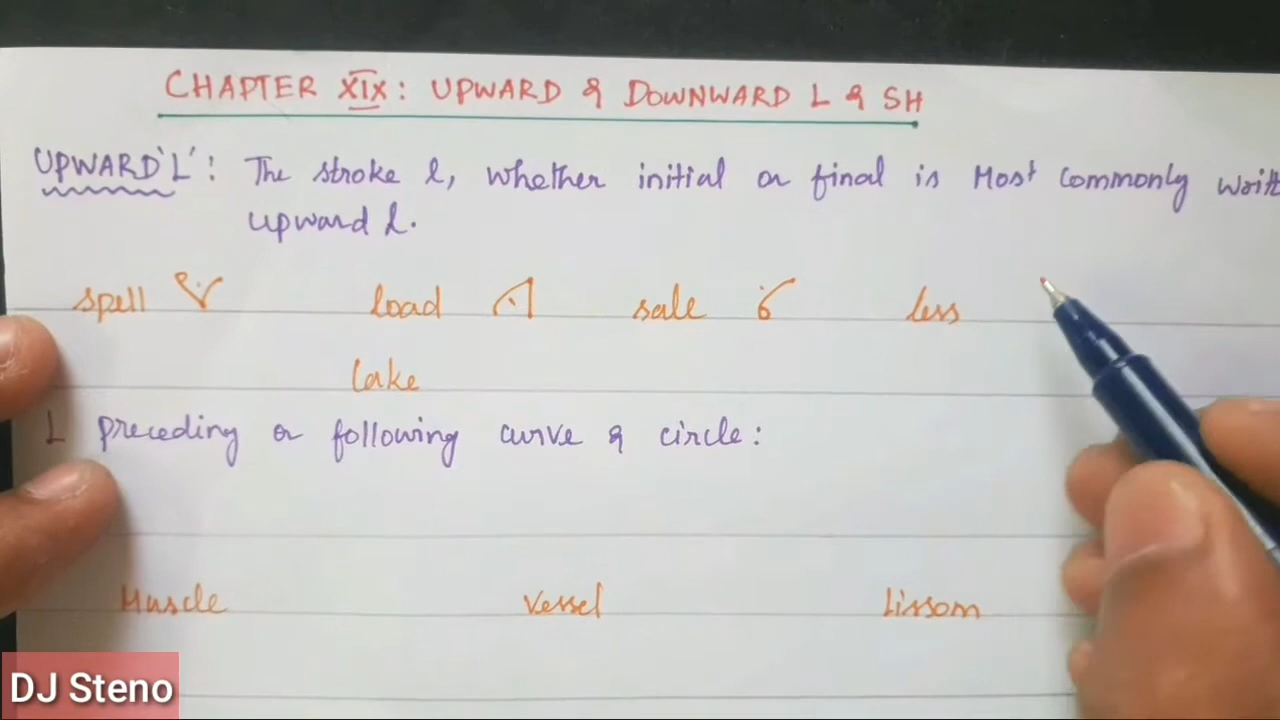 CHAPTER XIX: UPWARD & DOWNWARD L & SH
UPWARD 'L': The stroke l, whether initial or final is Most commonly
upward l.
spell load sale less
lake
L preceding or following curve & circle:
Muscle Vessel Lissom
DJ Steno